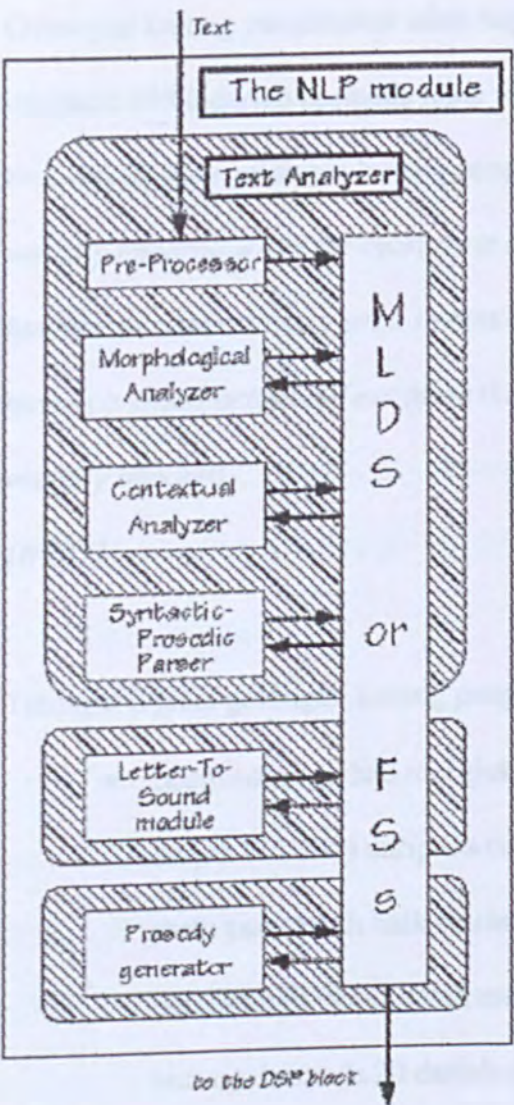 Text
The NLP module
Text Analyzer
Pre-Processor
Morphological
Analyzer
Contextual
Analyzer
Syntactic-
Prosodic
Parser
Letter-To-
Sound
module
Prosody
generator
M
L
D
S
or
F
S
s
to the DSP block